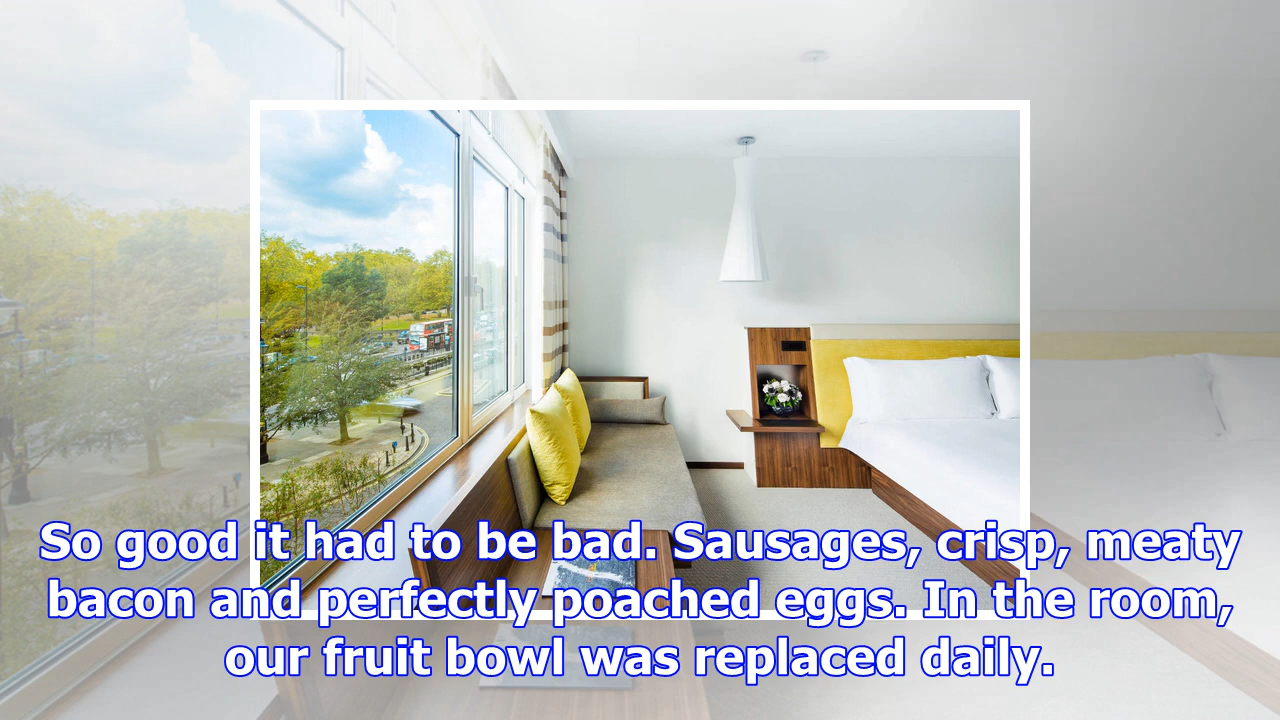 So good it had to be bad. Sausages, crisp, meaty
bacon and perfectly poached eggs. In the room,
our fruit bowl was replaced daily.